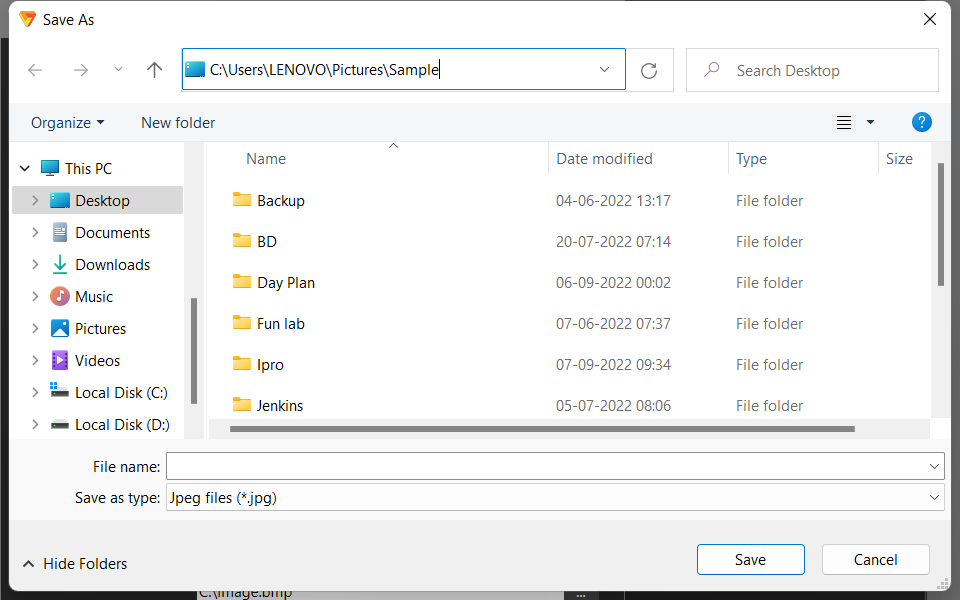 Save As
C:\Users\LENOVO\Pictures\Sample
Search Desktop
Organize
New folder
?
This PC
Desktop
Documents
Downloads
Music
Pictures
Videos
Local Disk (C:)
Local Disk (D:)
Name Date modified Type Size
Backup 04-06-2022 13:17 File folder
BD 20-07-2022 07:14 File folder
Day Plan 06-09-2022 00:02 File folder
Fun lab 07-06-2022 07:37 File folder
Ipro 07-09-2022 09:34 File folder
Jenkins 05-07-2022 08:06 File folder
File name:
Save as type: Jpeg files (*.jpg)
Hide Folders
Save
Cancel
C:\image.bmp ...